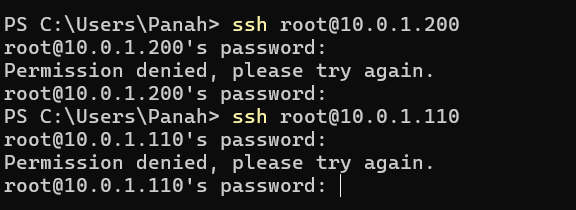 PS C:\Users\Panah> ssh root@10.0.1.200
root@10.0.1.200's password:
Permission denied, please try again.
root@10.0.1.200's password:
PS C:\Users\Panah> ssh root@10.0.1.110
root@10.0.1.110's password:
Permission denied, please try again.
root@10.0.1.110's password: